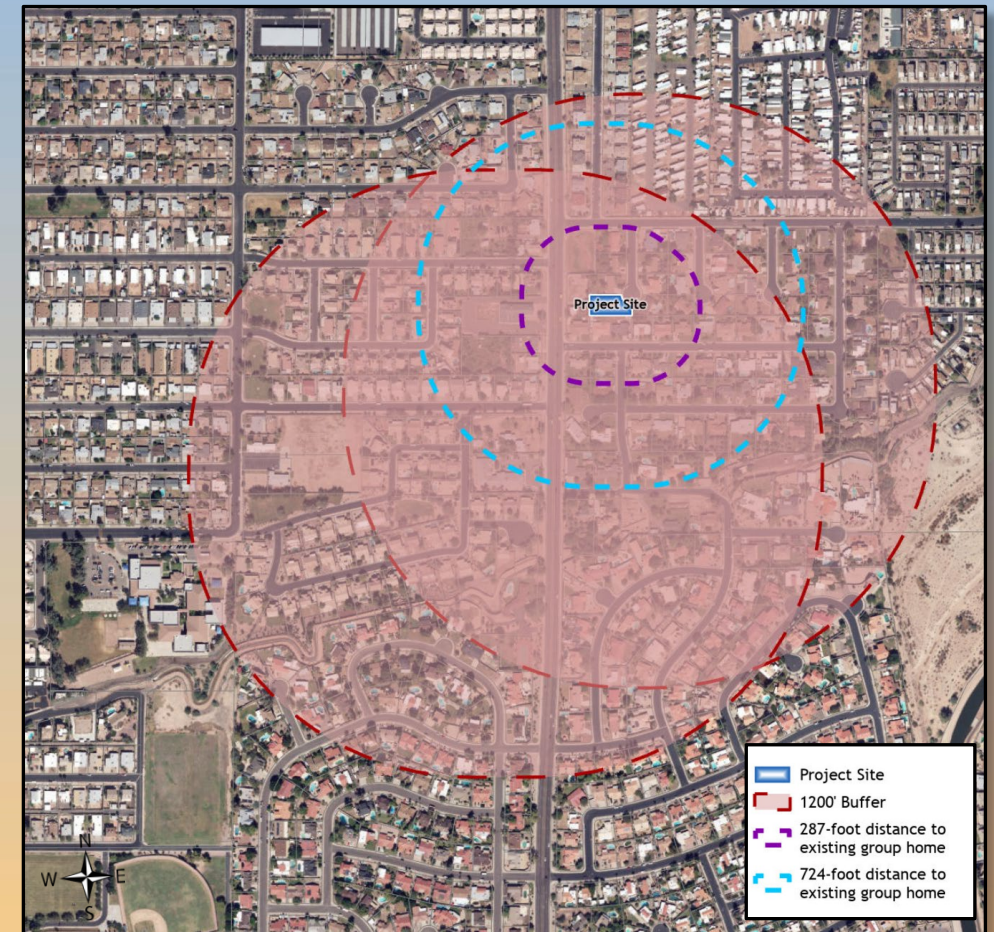 Project Site
Project Site
1200' Buffer
287-foot distance to
existing group home
724-foot distance to
existing group home
N
W E
S